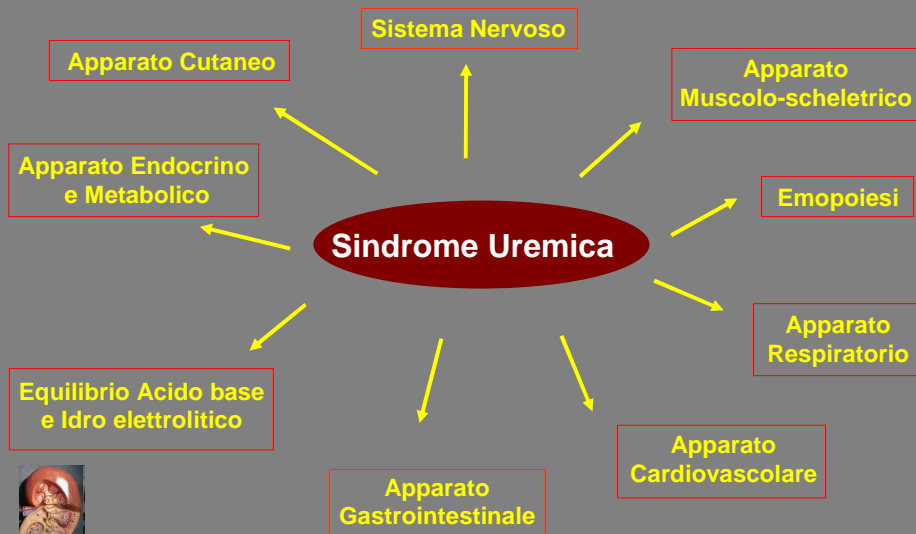 Sistema Nervoso
Apparato Cutaneo
Apparato
Muscolo-scheletrico
Apparato Endocrino
e Metabolico
Emopoiesi
Sindrome Uremica
Apparato
Respiratorio
Equilibrio Acido base
e Idro elettrolitico
Apparato
Cardiovascolare
Apparato
Gastrointestinale